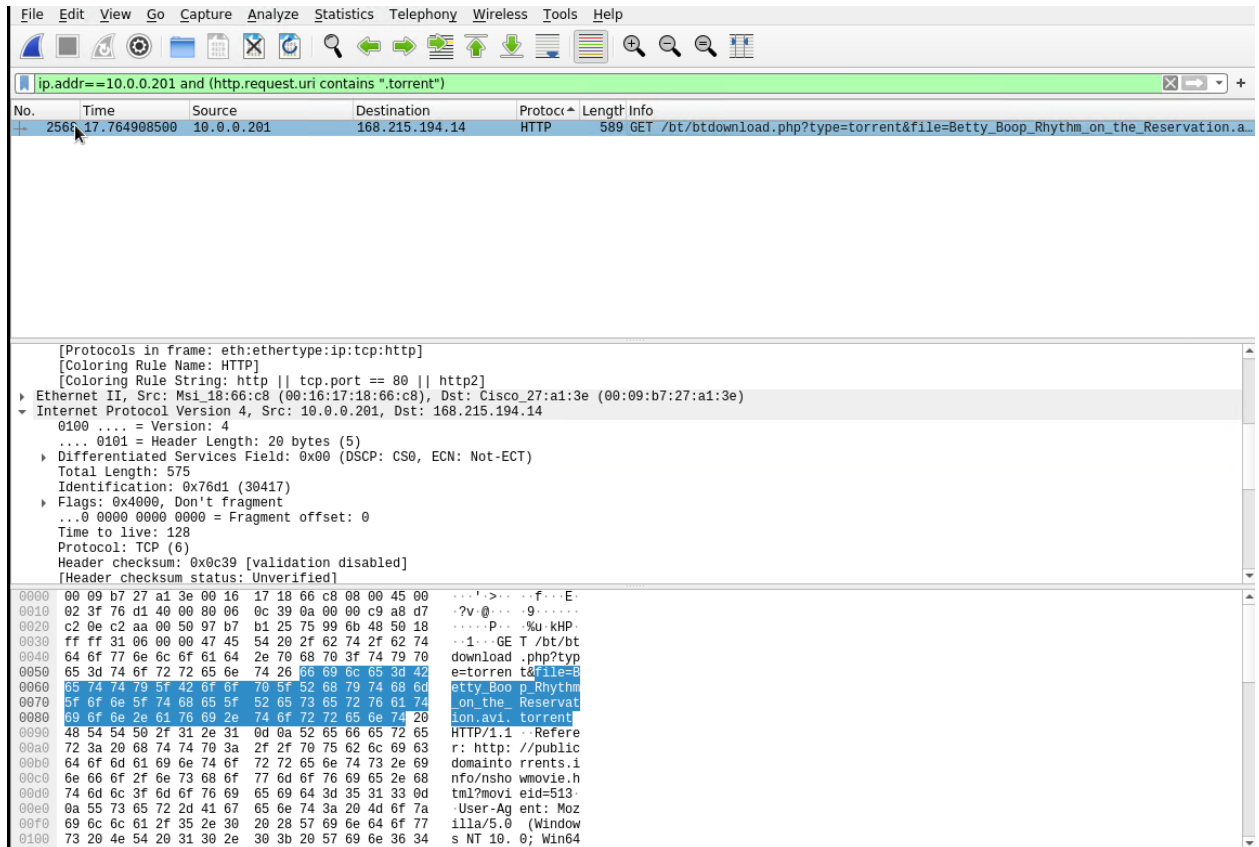 File Edit View Go Capture Analyze Statistics Telephony Wireless Tools Help
ip.addr==10.0.0.201 and (http.request.uri contains ".torrent")
No. Time Source Destination Protoc Length Info
2568 17.764908500 10.0.0.201 168.215.194.14 HTTP 589 GET /bt/btdownload.php?type=torrent&file=Betty_Boop_Rhythm_on_the_Reservation.a…
[Protocols in frame: eth:ethertype:ip:tcp:http]
[Coloring Rule Name: HTTP]
[Coloring Rule String: http || tcp.port == 80 || http2]
Ethernet II, Src: Msi_18:66:c8 (00:16:17:18:66:c8), Dst: Cisco_27:a1:3e (00:09:b7:27:a1:3e)
Internet Protocol Version 4, Src: 10.0.0.201, Dst: 168.215.194.14
0100 .... = Version: 4
.... 0101 = Header Length: 20 bytes (5)
Differentiated Services Field: 0x00 (DSCP: CS0, ECN: Not-ECT)
Total Length: 575
Identification: 0x76d1 (30417)
Flags: 0x4000, Don't fragment
...0 0000 0000 0000 = Fragment offset: 0
Time to live: 128
Protocol: TCP (6)
Header checksum: 0x0c39 [validation disabled]
[Header checksum status: Unverified]
0000 00 09 b7 27 a1 3e 00 16 17 18 66 c8 08 00 45 00 ···'·>·· ··f···E·
0010 02 3f 76 d1 40 00 80 06 0c 39 0a 00 00 c9 a8 d7 ·?v·@··· ·9······
0020 c2 0e c2 aa 00 50 97 b7 b1 25 75 99 6b 48 50 18 ·····P·· ·%u·kHP·
0030 ff ff 31 06 00 00 47 45 54 20 2f 62 74 2f 62 74 ··1···GE T /bt/bt
0040 64 6f 77 6e 6c 6f 61 64 2e 70 68 70 3f 74 79 70 download .php?typ
0050 65 3d 74 6f 72 72 65 6e 74 26 66 69 6c 65 3d 42 e=torren t&file=B
0060 65 74 74 79 5f 42 6f 6f 70 5f 52 68 79 74 68 6d etty_Boo p_Rhythm
0070 5f 6f 6e 5f 74 68 65 5f 52 65 73 65 72 76 61 74 _on_the_ Reservat
0080 69 6f 6e 2e 61 76 69 2e 74 6f 72 72 65 6e 74 20 ion.avi. torrent
0090 48 54 54 50 2f 31 2e 31 0d 0a 52 65 66 65 72 65 HTTP/1.1 ··Refere
00a0 72 3a 20 68 74 74 70 3a 2f 2f 70 75 62 6c 69 63 r: http: //public
00b0 64 6f 6d 61 69 6e 74 6f 72 72 65 6e 74 73 2e 69 domainto rrents.i
00c0 6e 66 6f 2f 6e 73 68 6f 77 6d 6f 76 69 65 2e 68 nfo/nsho wmovie.h
00d0 74 6d 6c 3f 6d 6f 76 69 65 69 64 3d 35 31 33 0d tml?movi eid=513·
00e0 0a 55 73 65 72 2d 41 67 65 6e 74 3a 20 4d 6f 7a ·User-Ag ent: Moz
00f0 69 6c 6c 61 2f 35 2e 30 20 28 57 69 6e 64 6f 77 illa/5.0 (Window
0100 73 20 4e 54 20 31 30 2e 30 3b 20 57 69 6e 36 34 s NT 10. 0; Win64